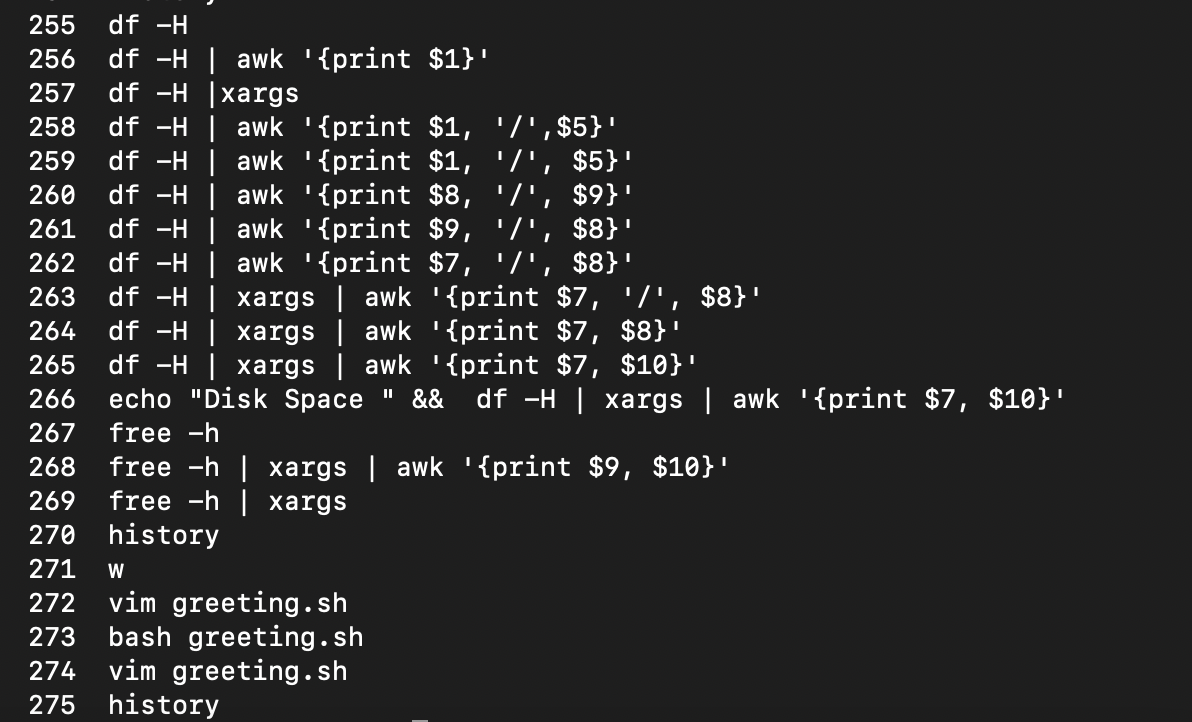 255 df -H
256 df -H | awk '{print $1}'
257 df -H |xargs
258 df -H | awk '{print $1, '/',$5}'
259 df -H | awk '{print $1, '/', $5}'
260 df -H | awk '{print $8, '/', $9}'
261 df -H | awk '{print $9, '/', $8}'
262 df -H | awk '{print $7, '/', $8}'
263 df -H | xargs | awk '{print $7, '/', $8}'
264 df -H | xargs | awk '{print $7, $8}'
265 df -H | xargs | awk '{print $7, $10}'
266 echo "Disk Space " &&  df -H | xargs | awk '{print $7, $10}'
267 free -h
268 free -h | xargs | awk '{print $9, $10}'
269 free -h | xargs
270 history
271 w
272 vim greeting.sh
273 bash greeting.sh
274 vim greeting.sh
275 history